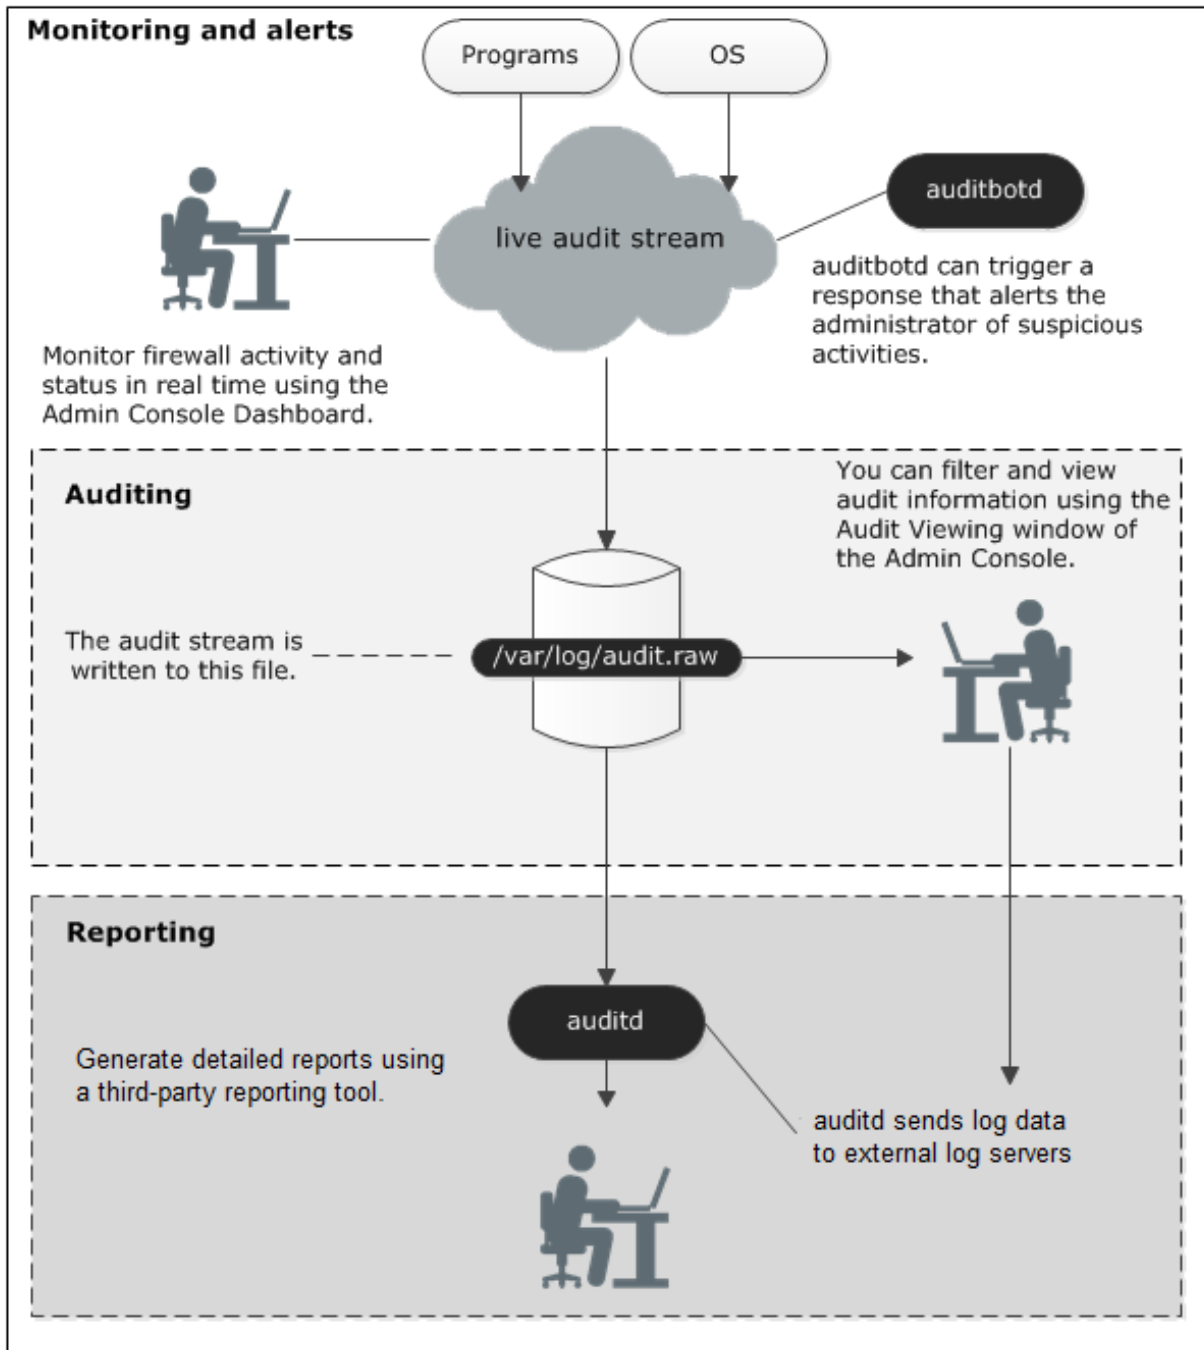 Monitoring and alerts
Programs
OS
live audit stream
auditbotd
auditbotd can trigger a
response that alerts the
administrator of suspicious
activities.
Monitor firewall activity and
status in real time using the
Admin Console Dashboard.
Auditing
You can filter and view
audit information using the
Audit Viewing window of
the Admin Console.
The audit stream is
written to this file.
/var/log/audit.raw
Reporting
auditd
Generate detailed reports using
a third-party reporting tool.
auditd sends log data
to external log servers